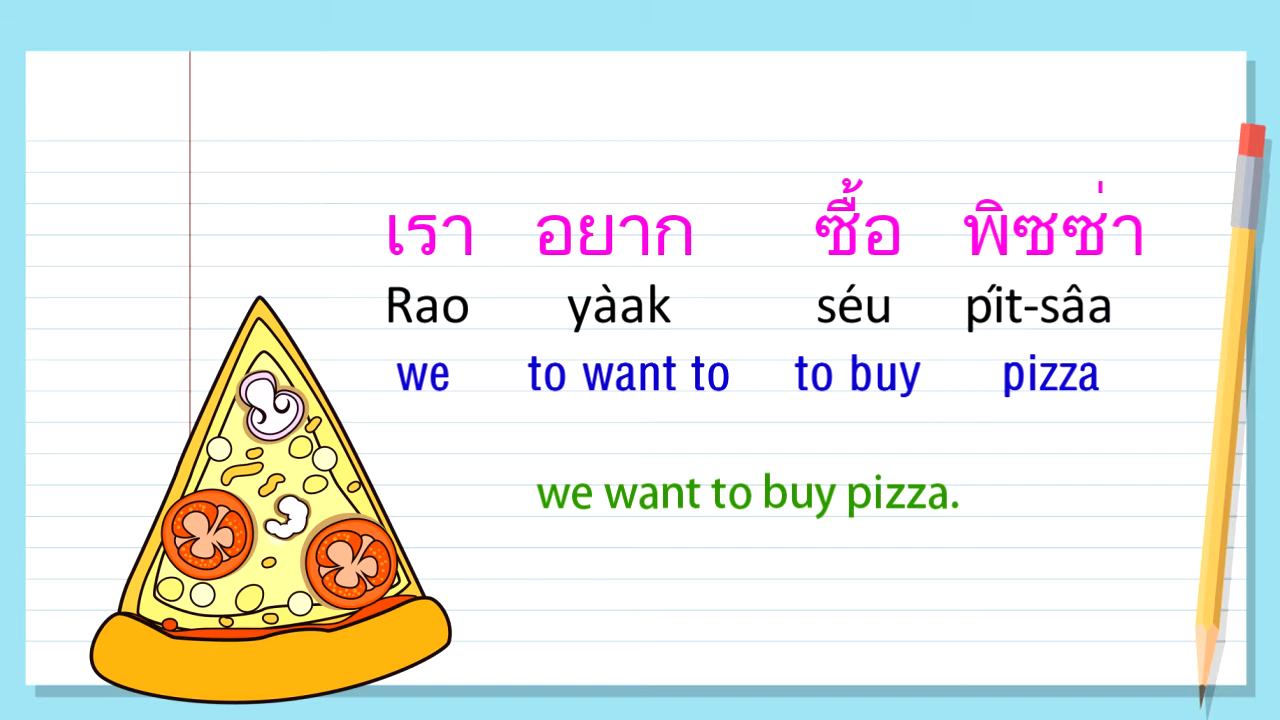 เรา อยาก ซื้อ พิซซ่า
Rao yàak séu pít-sâa
we to want to to buy pizza
we want to buy pizza.